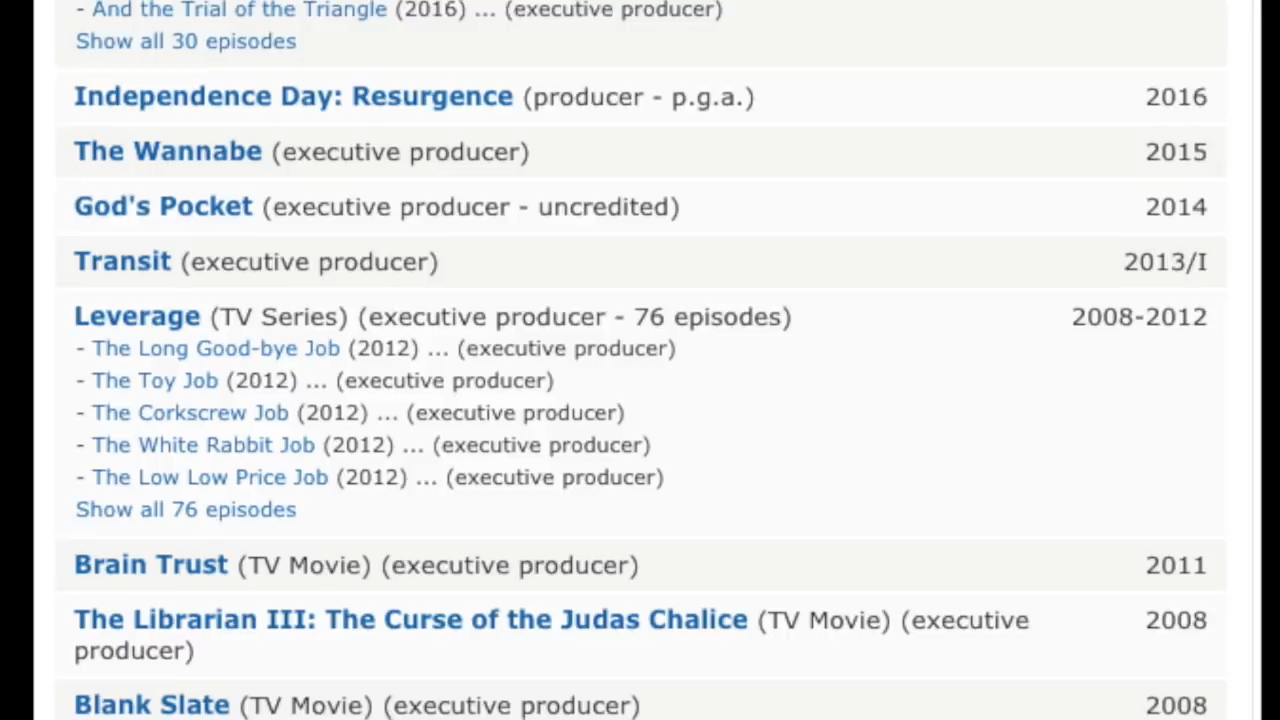 - And the Trial of the Triangle (2016) ... (executive producer)
Show all 30 episodes
Independence Day: Resurgence (producer - p.g.a.) 2016
The Wannabe (executive producer) 2015
God's Pocket (executive producer - uncredited) 2014
Transit (executive producer) 2013/I
Leverage (TV Series) (executive producer - 76 episodes) 2008-2012
- The Long Good-bye Job (2012) ... (executive producer)
- The Toy Job (2012) ... (executive producer)
- The Corkscrew Job (2012) ... (executive producer)
- The White Rabbit Job (2012) ... (executive producer)
- The Low Low Price Job (2012) ... (executive producer)
Show all 76 episodes
Brain Trust (TV Movie) (executive producer) 2011
The Librarian III: The Curse of the Judas Chalice (TV Movie) (executive 2008
producer)
Blank Slate (TV Movie) (executive producer) 2008